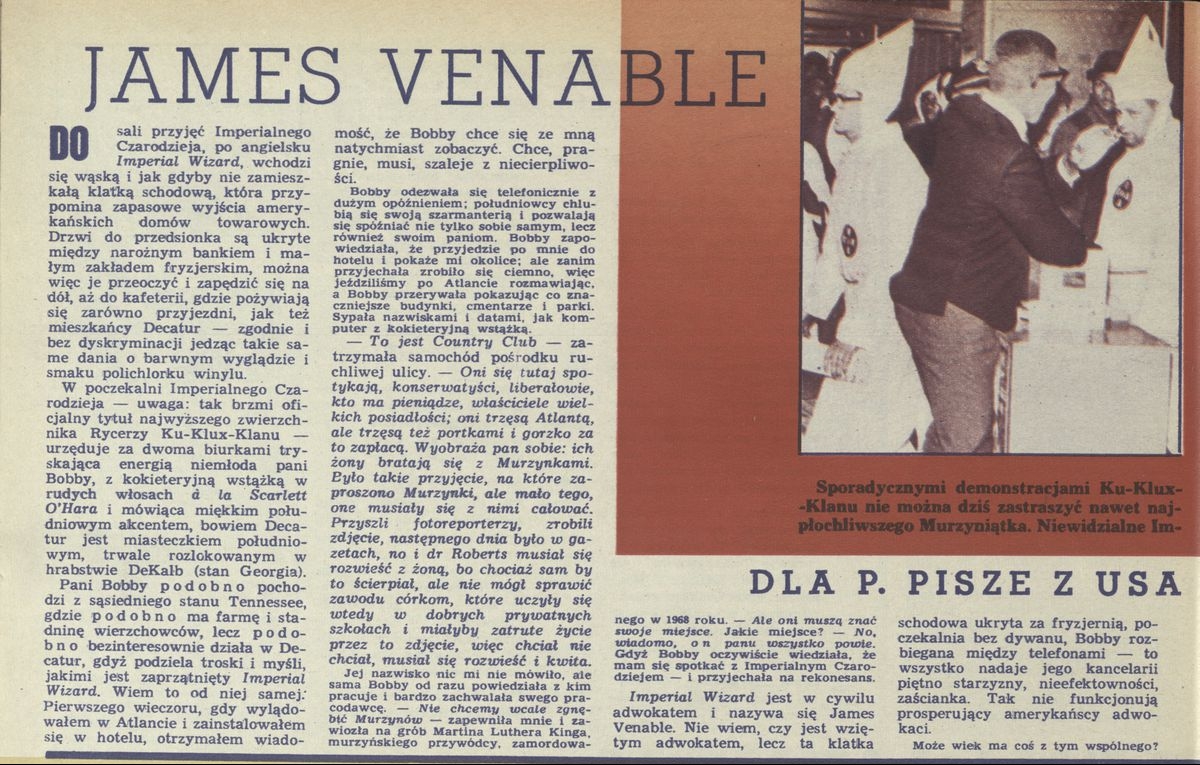 JAMES VENABLE
DO sali przyjęć Imperialnego
Czarodzieja, po angielsku
Imperial Wizard, wchodzi
się wąską i jak gdyby nie zamiesz-
kałą klatką schodową, która przy-
pomina zapasowe wyjścia amery-
kańskich domów towarowych.
Drzwi do przedsionka są ukryte
między narożnym bankiem i ma-
łym zakładem fryzjerskim, można
więc je przeoczyć i zapędzić się na
dół, aż do kafeterii, gdzie pożywiają
się zarówno przyjezdni, jak też
mieszkańcy Decatur — zgodnie i
bez dyskryminacji jedząc takie sa-
me dania o barwnym wyglądzie i
smaku polichlorku winylu.
W poczekalni Imperialnego Cza-
rodzieja — uwaga: tak brzmi ofi-
cjalny tytuł najwyższego zwierzch-
nika Rycerzy Ku-Klux-Klanu —
urzęduje za dwoma biurkami try-
skająca energią niemłoda pani
Bobby, z kokieteryjną wstążką w
rudych włosach à la Scarlett
O'Hara i mówiąca miękkim połu-
dniowym akcentem, bowiem Deca-
tur jest miasteczkiem południo-
wym, trwale rozlokowanym w
hrabstwie DeKalb (stan Georgia).
Pani Bobby podobno pocho-
dzi z sąsiedniego stanu Tennessee,
gdzie podobno ma farmę i sta-
dninę wierzchowców, lecz podo-
bno bezinteresownie działa w De-
catur, gdyż podziela troski i myśli,
jakimi jest zaprzątnięty Imperial
Wizard. Wiem to od niej samej.
Pierwszego wieczoru, gdy wylądo-
wałem w Atlancie i zainstalowałem
się w hotelu, otrzymałem wiado-
mość, że Bobby chce się ze mną
natychmiast zobaczyć. Chce, pra-
gnie, musi, szaleje z niecierpliwo-
ści.
Bobby odezwała się telefonicznie z
dużym opóźnieniem; południowcy chlu-
bią się swoją szarmanterią i pozwalają
się spóźniać nie tylko sobie samym, lecz
również swoim paniom. Bobby zapo-
wiedziała, że przyjedzie po mnie do
hotelu i pokaże mi okolice; ale zanim
przyjechała zrobiło się ciemno, więc
jeździliśmy po Atlancie rozmawiając,
a Bobby przerywała pokazując co zna-
czniejsze budynki, cmentarze i parki.
Sypała nazwiskami i datami, jak kom-
puter z kokieteryjną wstążką.
— To jest Country Club — za-
trzymała samochód pośrodku ru-
chliwej ulicy. — Oni się tutaj spo-
tykają, konserwatyści, liberałowie,
kto ma pieniądze, właściciele wiel-
kich posiadłości; oni trzęsą Atlantą,
ale trzęsą też portkami i gorzko za
to zapłacą. Wyobraża pan sobie: ich
żony bratają się z Murzynkami.
Było takie przyjęcie, na które za-
proszono Murzynki, ale mało tego,
one musiały się z nimi całować.
Przyszli fotoreporterzy, zrobili
zdjęcie, następnego dnia było w ga-
zetach, no i dr Roberts musiał się
rozwieść z żoną, bo chociaż sam by
to ścierpiał, ale nie mógł sprawić
zawodu córkom, które uczyły się
wtedy w dobrych prywatnych
szkołach i miałyby zatrute życie
przez to zdjęcie, więc chciał nie
chciał, musiał się rozwieść i kwita.
Jej nazwisko nic mi nie mówiło, ale
sama Bobby od razu powiedziała z kim
pracuje i bardzo zachwalała swego pra-
codawcę. — Nie chcemy wcale zgnę-
bić Murzynów — zapewniła mnie i za-
wiozła na grób Martina Luthera Kinga,
murzyńskiego przywódcy, zamordowa-
Sporadycznymi demonstracjami Ku-Klux-
-Klanu nie można dziś zastraszyć nawet naj-
płochliwszego Murzyniątka. Niewidzialne Im-
DLA P. PISZE Z USA
nego w 1968 roku. — Ale oni muszą znać
swoje miejsce. Jakie miejsce? — No,
wiadomo, on panu wszystko powie.
Gdyż Bobby oczywiście wiedziała, że
mam się spotkać z Imperialnym Czaro-
dziejem — i przyjechała na rekonesans.
Imperial Wizard jest w cywilu
adwokatem i nazywa się James
Venable. Nie wiem, czy jest wzię-
tym adwokatem, lecz ta klatka
schodowa ukryta za fryzjernią, po-
czekalnia bez dywanu, Bobby roz-
biegana między telefonami — to
wszystko nadaje jego kancelarii
piętno starzyzny, nieefektowności,
zaścianka. Tak nie funkcjonują
prosperujący amerykańscy adwo-
kaci.
Może wiek ma coś z tym wspólnego?